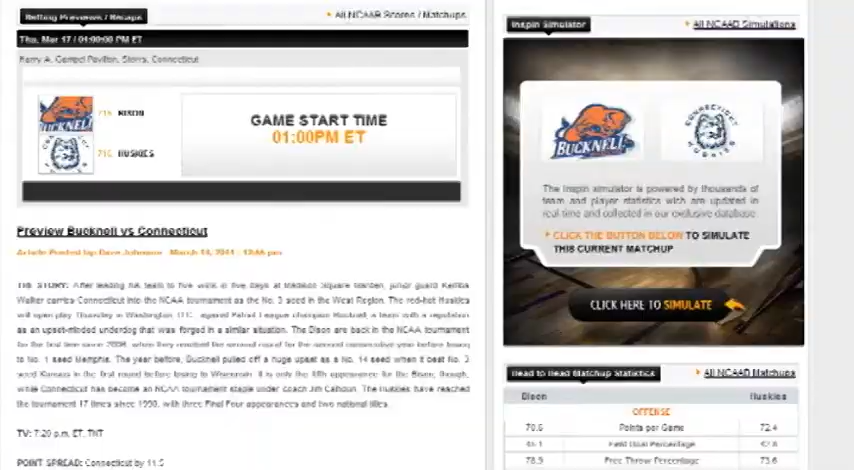 Betting Previews / Recaps
All NCAAB Scores / Matchups
Thu, Mar 17 / 01:00:00 PM ET
Harry A. Gampel Pavilion, Storrs, Connecticut
BUCKNELL
BISON
HUSKIES
GAME START TIME
01:00PM ET
Preview Bucknell vs Connecticut
Article Posted by: Dave Johnson - March 14, 2011
THE STORY: After leading his team to five wins in five days at Madison Square Garden, junior guard Kemba
Walker carries Connecticut into the NCAA tournament as the No. 3 seed in the West Region. The red-hot Huskies
will open play Thursday in Washington, D.C., against Patriot League champion Bucknell, a team with a reputation
as an upset-minded underdog that was forged in a similar situation. The Bison are back in the NCAA tournament
for the first time since 2006, when they reached the second round for the second consecutive year before losing
to No. 1 seed Memphis. The year before, Bucknell pulled off a huge upset as a No. 14 seed when it beat No. 3
seed Kansas in the first round before losing to Wisconsin. It is only the fifth appearance for the Bison, though,
while Connecticut has become an NCAA tournament staple under coach Jim Calhoun. The Huskies have reached
the tournament 17 times since 1990, with three Final Four appearances and two national titles.
TV: 7:20 p.m. ET, TNT
POINT SPREAD: Connecticut by 11.5
Inspin Simulator
All NCAAB Simulations
BUCKNELL
CONNECTICUT
HUSKIES
The Inspin simulator is powered by thousands of
team and player statistics wich are updated in
real time and collected in our exclusive database.
CLICK THE BUTTON BELOW TO SIMULATE
THIS CURRENT MATCHUP
CLICK HERE TO SIMULATE
Head to Head Matchup Statistics
All NCAAB Matchups
Bison Huskies
OFFENSE
70.6 Points per Game 72.4
Field Goal Percentage
Free Throw Percentage